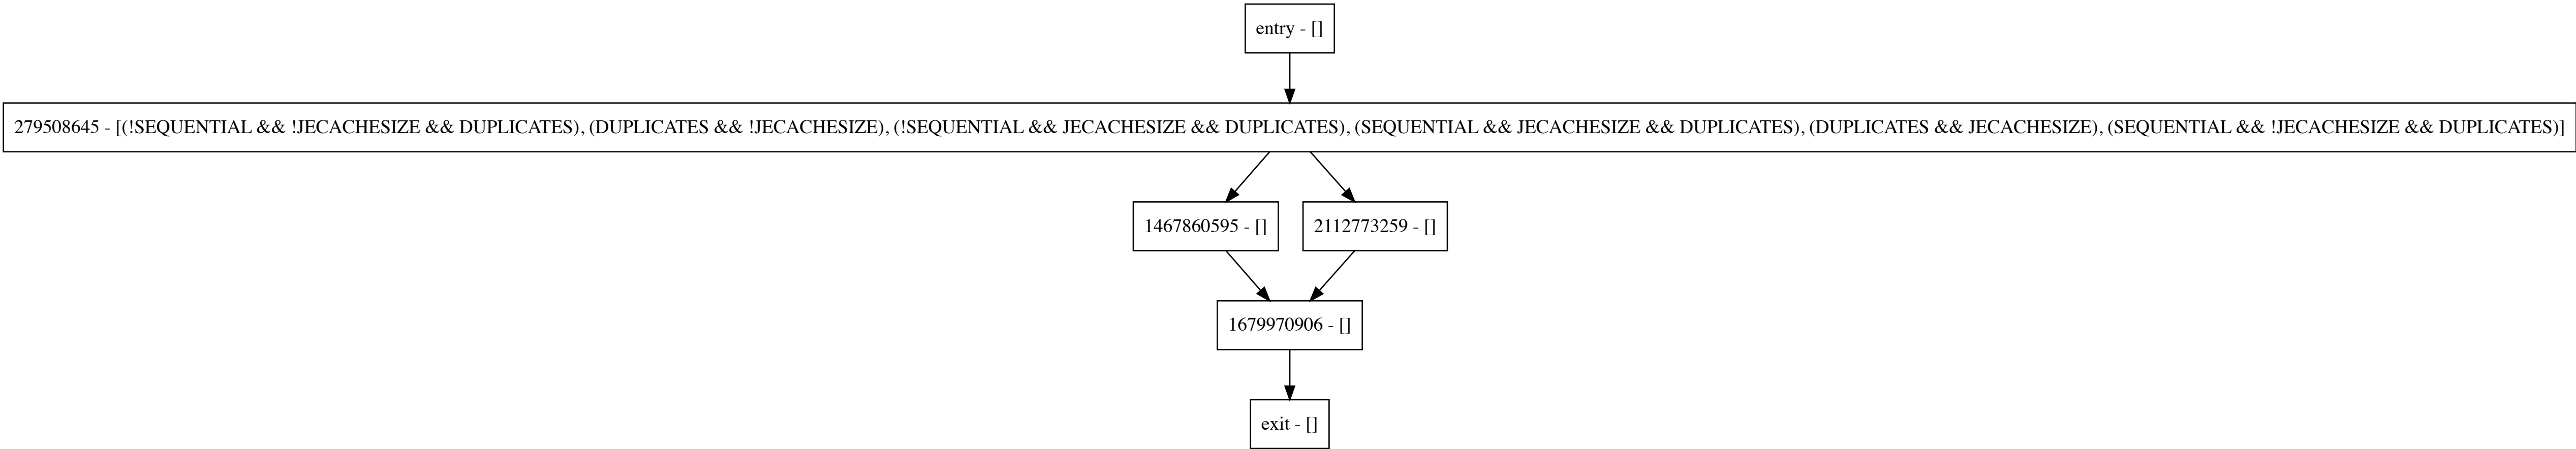 entry - []
279508645 - [(!SEQUENTIAL && !JECACHESIZE && DUPLICATES), (DUPLICATES && !JECACHESIZE), (!SEQUENTIAL && JECACHESIZE && DUPLICATES), (SEQUENTIAL && JECACHESIZE && DUPLICATES), (DUPLICATES && JECACHESIZE), (SEQUENTIAL && !JECACHESIZE && DUPLICATES)]
1467860595 - []
2112773259 - []
1679970906 - []
exit - []